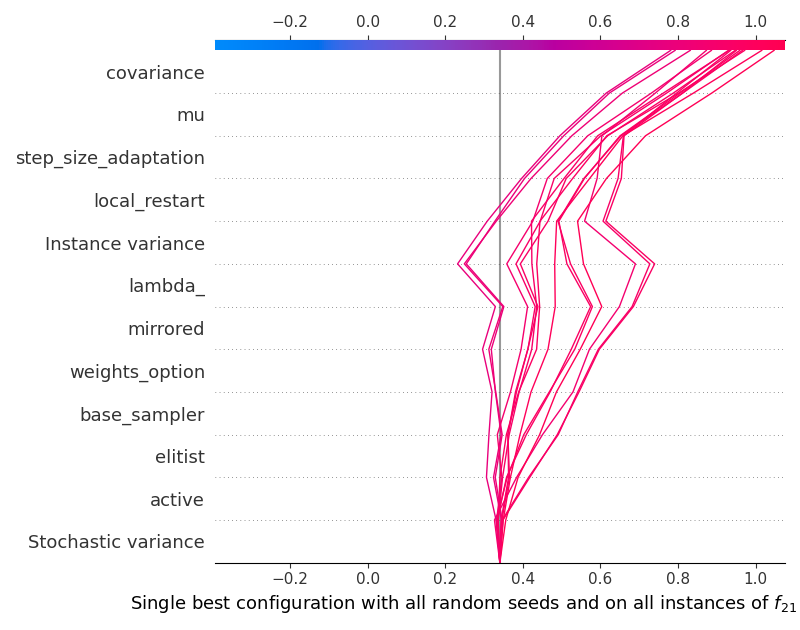 −0.2 0.0 0.2 0.4 0.6 0.8 1.0
covariance
mu
step_size_adaptation
local_restart
Instance variance
lambda_
mirrored
weights_option
base_sampler
elitist
active
Stochastic variance
−0.2 0.0 0.2 0.4 0.6 0.8 1.0
Single best configuration with all random seeds and on all instances of f21